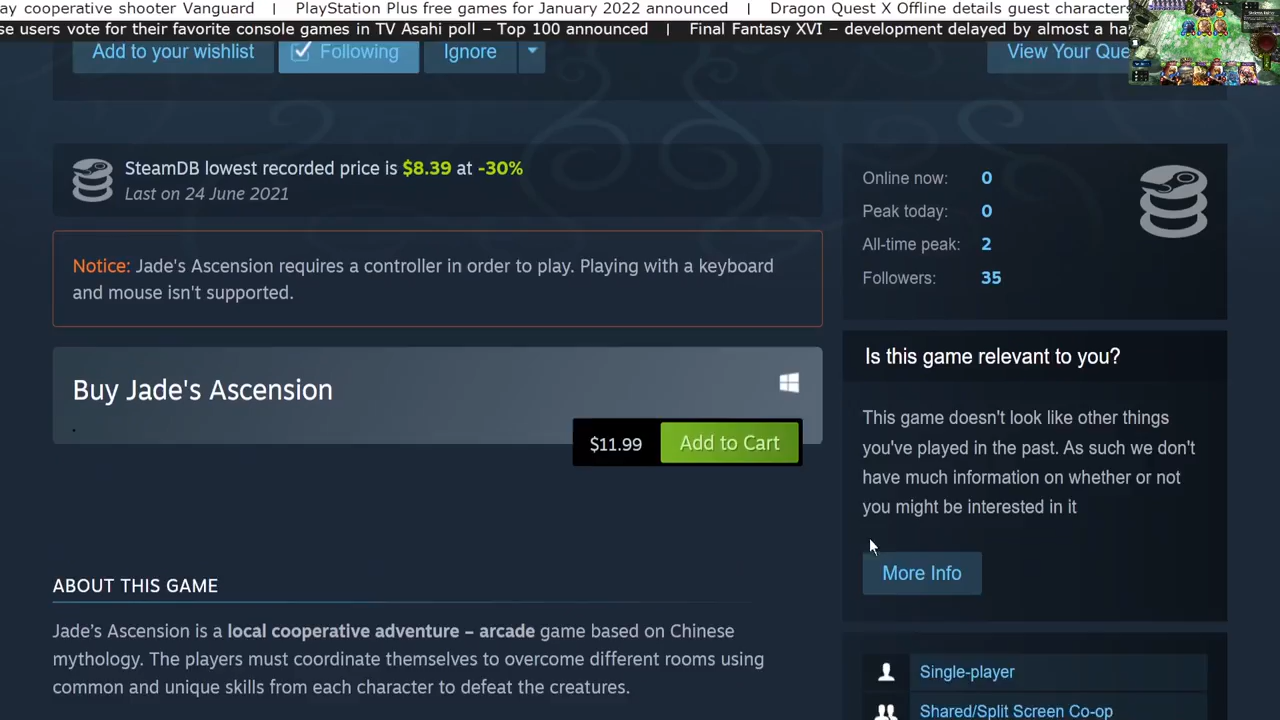 ay cooperative shooter Vanguard | PlayStation Plus free games for January 2022 announced | Dragon Quest X Offline details guest characters
se users vote for their favorite console games in TV Asahi poll – Top 100 announced | Final Fantasy XVI – development delayed by almost a ha
Add to your wishlist
Following
Ignore
View Your Que
SteamDB lowest recorded price is $8.39 at -30%
Last on 24 June 2021
Online now: 0
Peak today: 0
All-time peak: 2
Followers: 35
Notice: Jade's Ascension requires a controller in order to play. Playing with a keyboard
and mouse isn't supported.
Buy Jade's Ascension
.
$11.99
Add to Cart
Is this game relevant to you?
This game doesn't look like other things
you've played in the past. As such we don't
have much information on whether or not
you might be interested in it
More Info
ABOUT THIS GAME
Jade's Ascension is a local cooperative adventure – arcade game based on Chinese
mythology. The players must coordinate themselves to overcome different rooms using
common and unique skills from each character to defeat the creatures.
Single-player
Shared/Split Screen Co-op